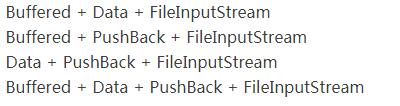 Buffered + Data + FileInputStream
Buffered + PushBack + FileInputStream
Data + PushBack + FileInputStream
Buffered + Data + PushBack + FileInputStream